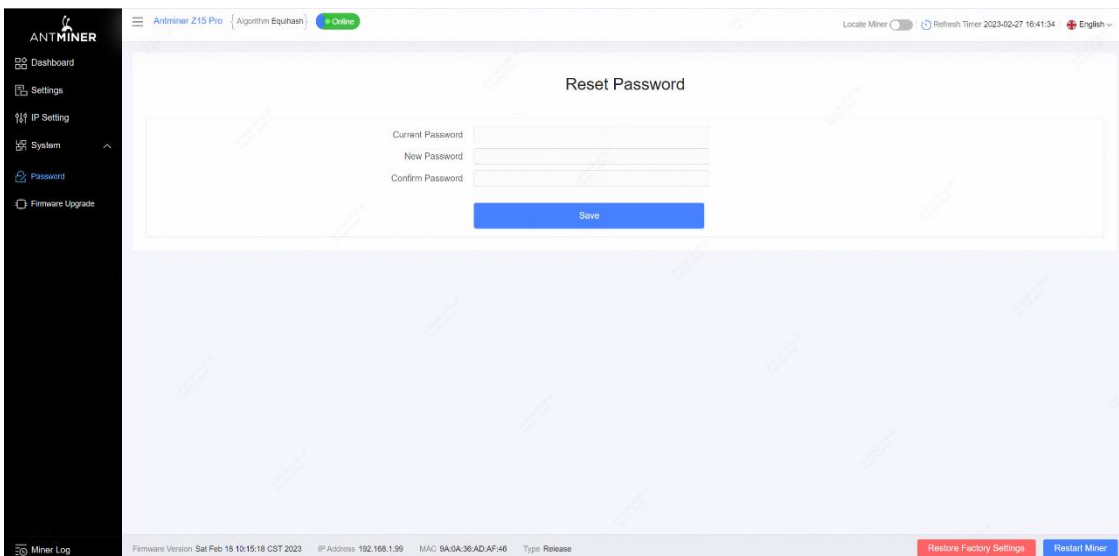 ANTMINER
Antminer Z15 Pro { Algorithm Equihash } Online
Locate Miner Refresh Timer 2023-02-27 16:41:34 English
Dashboard
Settings
IP Setting
System
Password
Firmware Upgrade
Reset Password
Current Password
New Password
Confirm Password
Save
Miner Log
Firmware Version Sat Feb 18 10:15:18 CST 2023 IP Address 192.168.1.99 MAC 9A:0A:36:AD:AF:46 Type Release
Restore Factory Settings Restart Miner